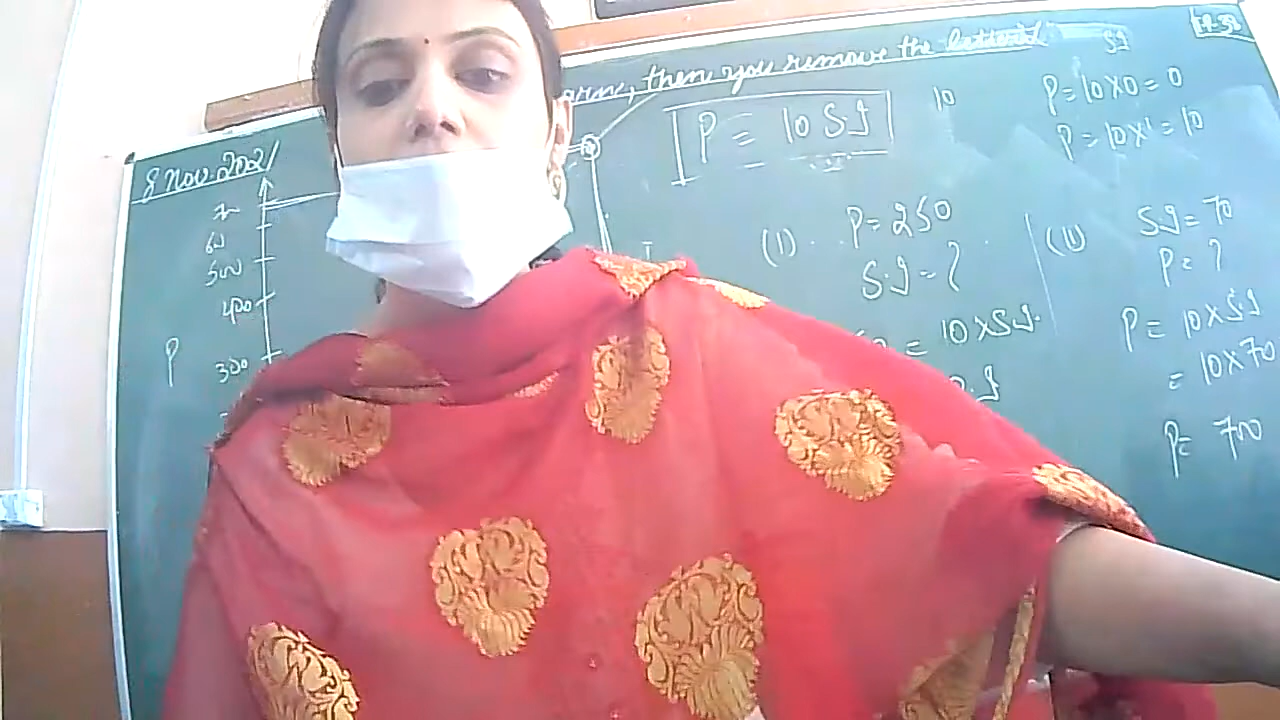 arn, then you remove the
8 Nov. 2021
P = 10 S.I
10
S.I
P = 10 X 0 = 0
P = 10 X 1 = 10
500
400
300
P
(I) P = 250
S.I = ?
= 10 X S.I.
(II) S.I = 70
P = ?
P = 10 X S.I
= 10 X 70
P = 700